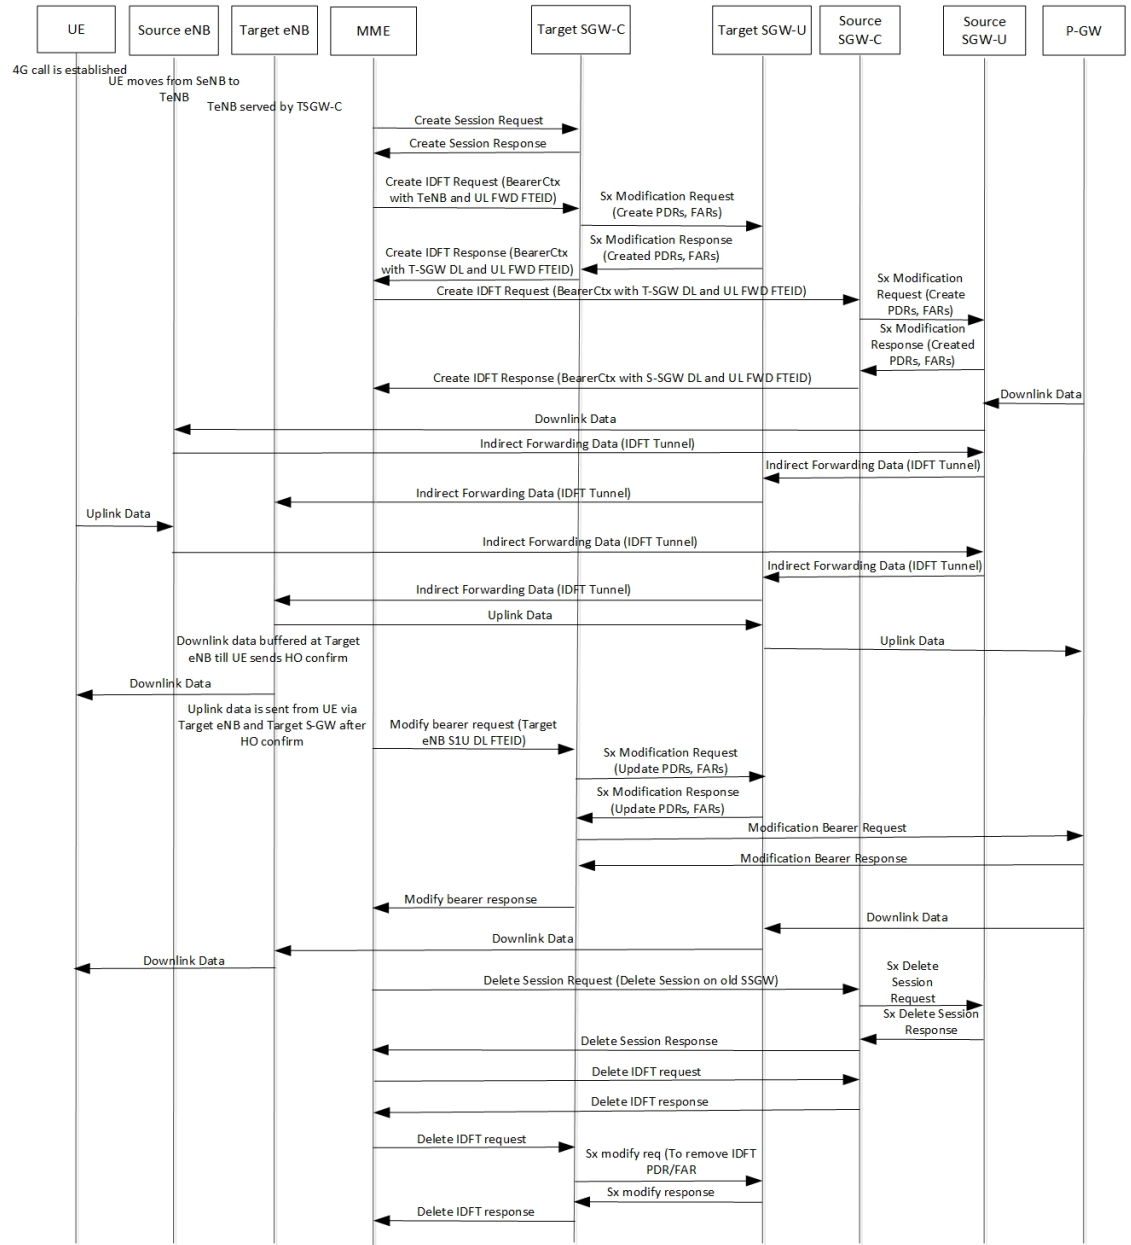 UE
Source eNB
Target eNB
MME
Target SGW-C
Target SGW-U
Source
SGW-C
Source
SGW-U
P-GW
4G call is established
UE moves from SeNB to
TeNB
TeNB served by TSGW-C
Create Session Request
Create Session Response
Create IDFT Request (BearerCtx
with TeNB and UL FWD FTEID)
Sx Modification Request
(Create PDRs, FARs)
Sx Modification Response
(Created PDRs, FARs)
Create IDFT Response (BearerCtx
with T-SGW DL and UL FWD FTEID)
Create IDFT Request (BearerCtx with T-SGW DL and UL FWD FTEID)
Sx Modification
Request (Create
PDRs, FARs)
Sx Modification
Response (Created
PDRs, FARs)
Create IDFT Response (BearerCtx with S-SGW DL and UL FWD FTEID)
Downlink Data
Downlink Data
Indirect Forwarding Data (IDFT Tunnel)
Indirect Forwarding Data (IDFT Tunnel)
Indirect Forwarding Data (IDFT Tunnel)
Uplink Data
Indirect Forwarding Data (IDFT Tunnel)
Indirect Forwarding Data (IDFT Tunnel)
Indirect Forwarding Data (IDFT Tunnel)
Uplink Data
Downlink data buffered at Target
eNB till UE sends HO confirm
Uplink Data
Downlink Data
Uplink data is sent from UE via
Target eNB and Target S-GW after
HO confirm
Modify bearer request (Target
eNB S1U DL FTEID)
Sx Modification Request
(Update PDRs, FARs)
Sx Modification Response
(Update PDRs, FARs)
Modification Bearer Request
Modification Bearer Response
Modify bearer response
Downlink Data
Downlink Data
Downlink Data
Delete Session Request (Delete Session on old SSGW)
Sx Delete
Session
Request
Sx Delete Session
Response
Delete Session Response
Delete IDFT request
Delete IDFT response
Delete IDFT request
Sx modify req (To remove IDFT
PDR/FAR
Sx modify response
Delete IDFT response